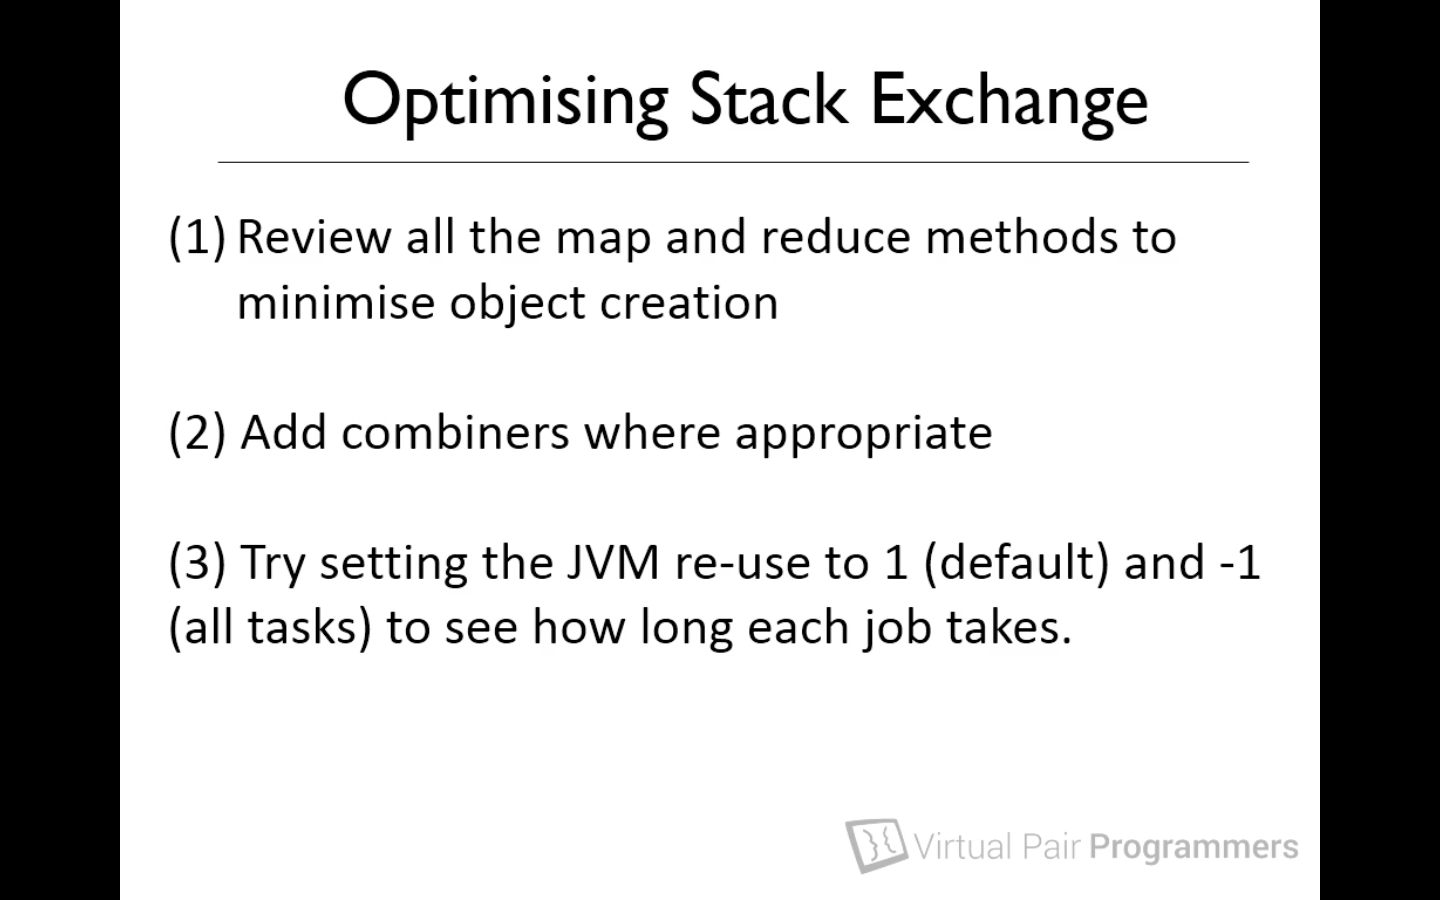 Optimising Stack Exchange
(1) Review all the map and reduce methods to
minimise object creation
(2) Add combiners where appropriate
(3) Try setting the JVM re-use to 1 (default) and -1
(all tasks) to see how long each job takes.
Virtual Pair Programmers